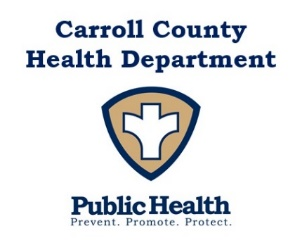 Carroll County
Health Department
Public Health
Prevent. Promote. Protect.